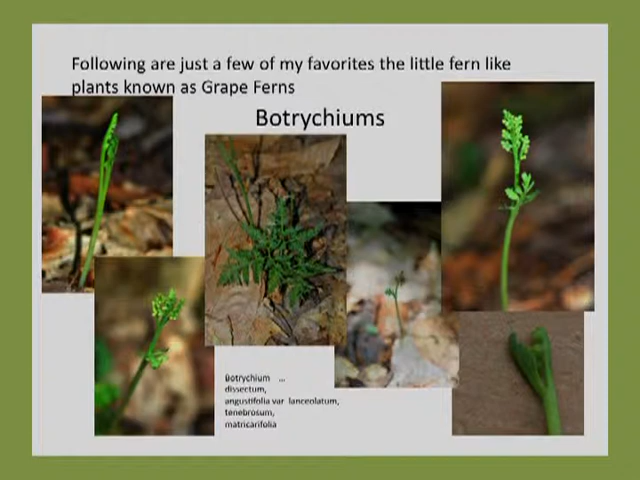 Following are just a few of my favorites the little fern like
plants known as Grape Ferns
Botrychiums
Botrychium ...
dissectum,
angustifolia var lanceolatum,
tenebrosum,
matricarifolia